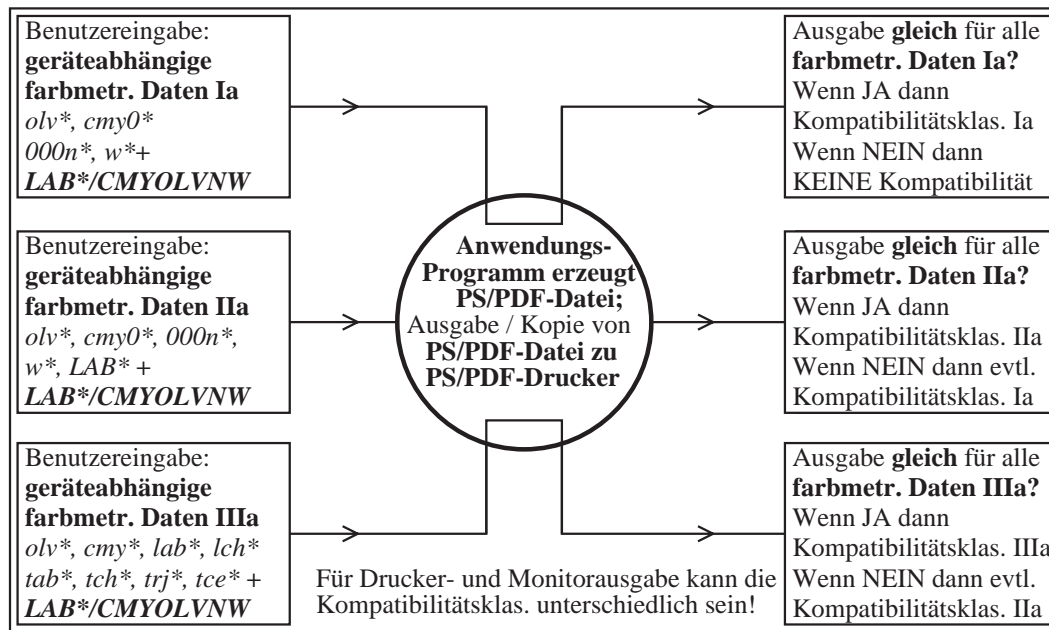 Benutzereingabe:
geräteabhängige
farbmetr. Daten Ia
olv*, cmy0*
000n*, w*+
LAB*/CMYOLVNW
Ausgabe gleich für alle
farbmetr. Daten Ia?
Wenn JA dann
Kompatibilitätsklas. Ia
Wenn NEIN dann
KEINE Kompatibilität
Benutzereingabe:
geräteabhängige
farbmetr. Daten IIa
olv*, cmy0*, 000n*,
w*, LAB* +
LAB*/CMYOLVNW
Anwendungs-
Programm erzeugt
PS/PDF-Datei;
Ausgabe / Kopie von
PS/PDF-Datei zu
PS/PDF-Drucker
Ausgabe gleich für alle
farbmetr. Daten IIa?
Wenn JA dann
Kompatibilitätsklas. IIa
Wenn NEIN dann evtl.
Kompatibilitätsklas. Ia
Benutzereingabe:
geräteabhängige
farbmetr. Daten IIIa
olv*, cmy*, lab*, lch*
tab*, tch*, trj*, tce* +
LAB*/CMYOLVNW
Für Drucker- und Monitorausgabe kann die
Kompatibilitätsklas. unterschiedlich sein!
Ausgabe gleich für alle
farbmetr. Daten IIIa?
Wenn JA dann
Kompatibilitätsklas. IIIa
Wenn NEIN dann evtl.
Kompatibilitätsklas. IIa